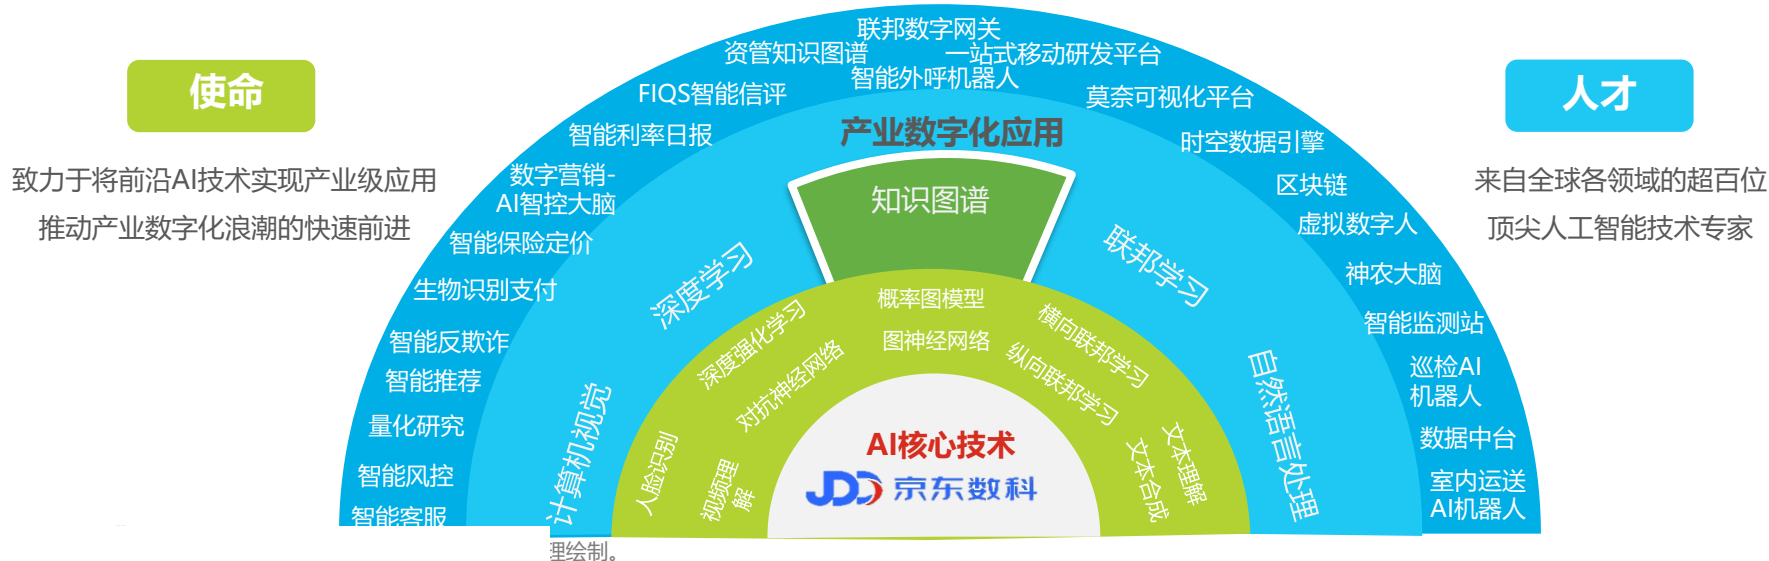 使命
致力于将前沿AI技术实现产业级应用
推动产业数字化浪潮的快速前进
联邦数字网关
资管知识图谱
一站式移动研发平台
智能外呼机器人
FIQS智能信评
莫奈可视化平台
智能利率日报
时空数据引擎
数字营销-
AI智控大脑
区块链
智能保险定价
虚拟数字人
生物识别支付
神农大脑
智能反欺诈
智能监测站
智能推荐
巡检AI
机器人
量化研究
数据中台
智能风控
室内运送
AI机器人
智能客服
产业数字化应用
知识图谱
深度学习
联邦学习
计算机视觉
自然语言处理
概率图模型
图神经网络
深度强化学习
对抗神经网络
横向联邦学习
纵向联邦学习
人脸识别
视频理
解
文本理解
文本合成
AI核心技术
JDD 京东数科
人才
来自全球各领域的超百位
顶尖人工智能技术专家
理绘制。